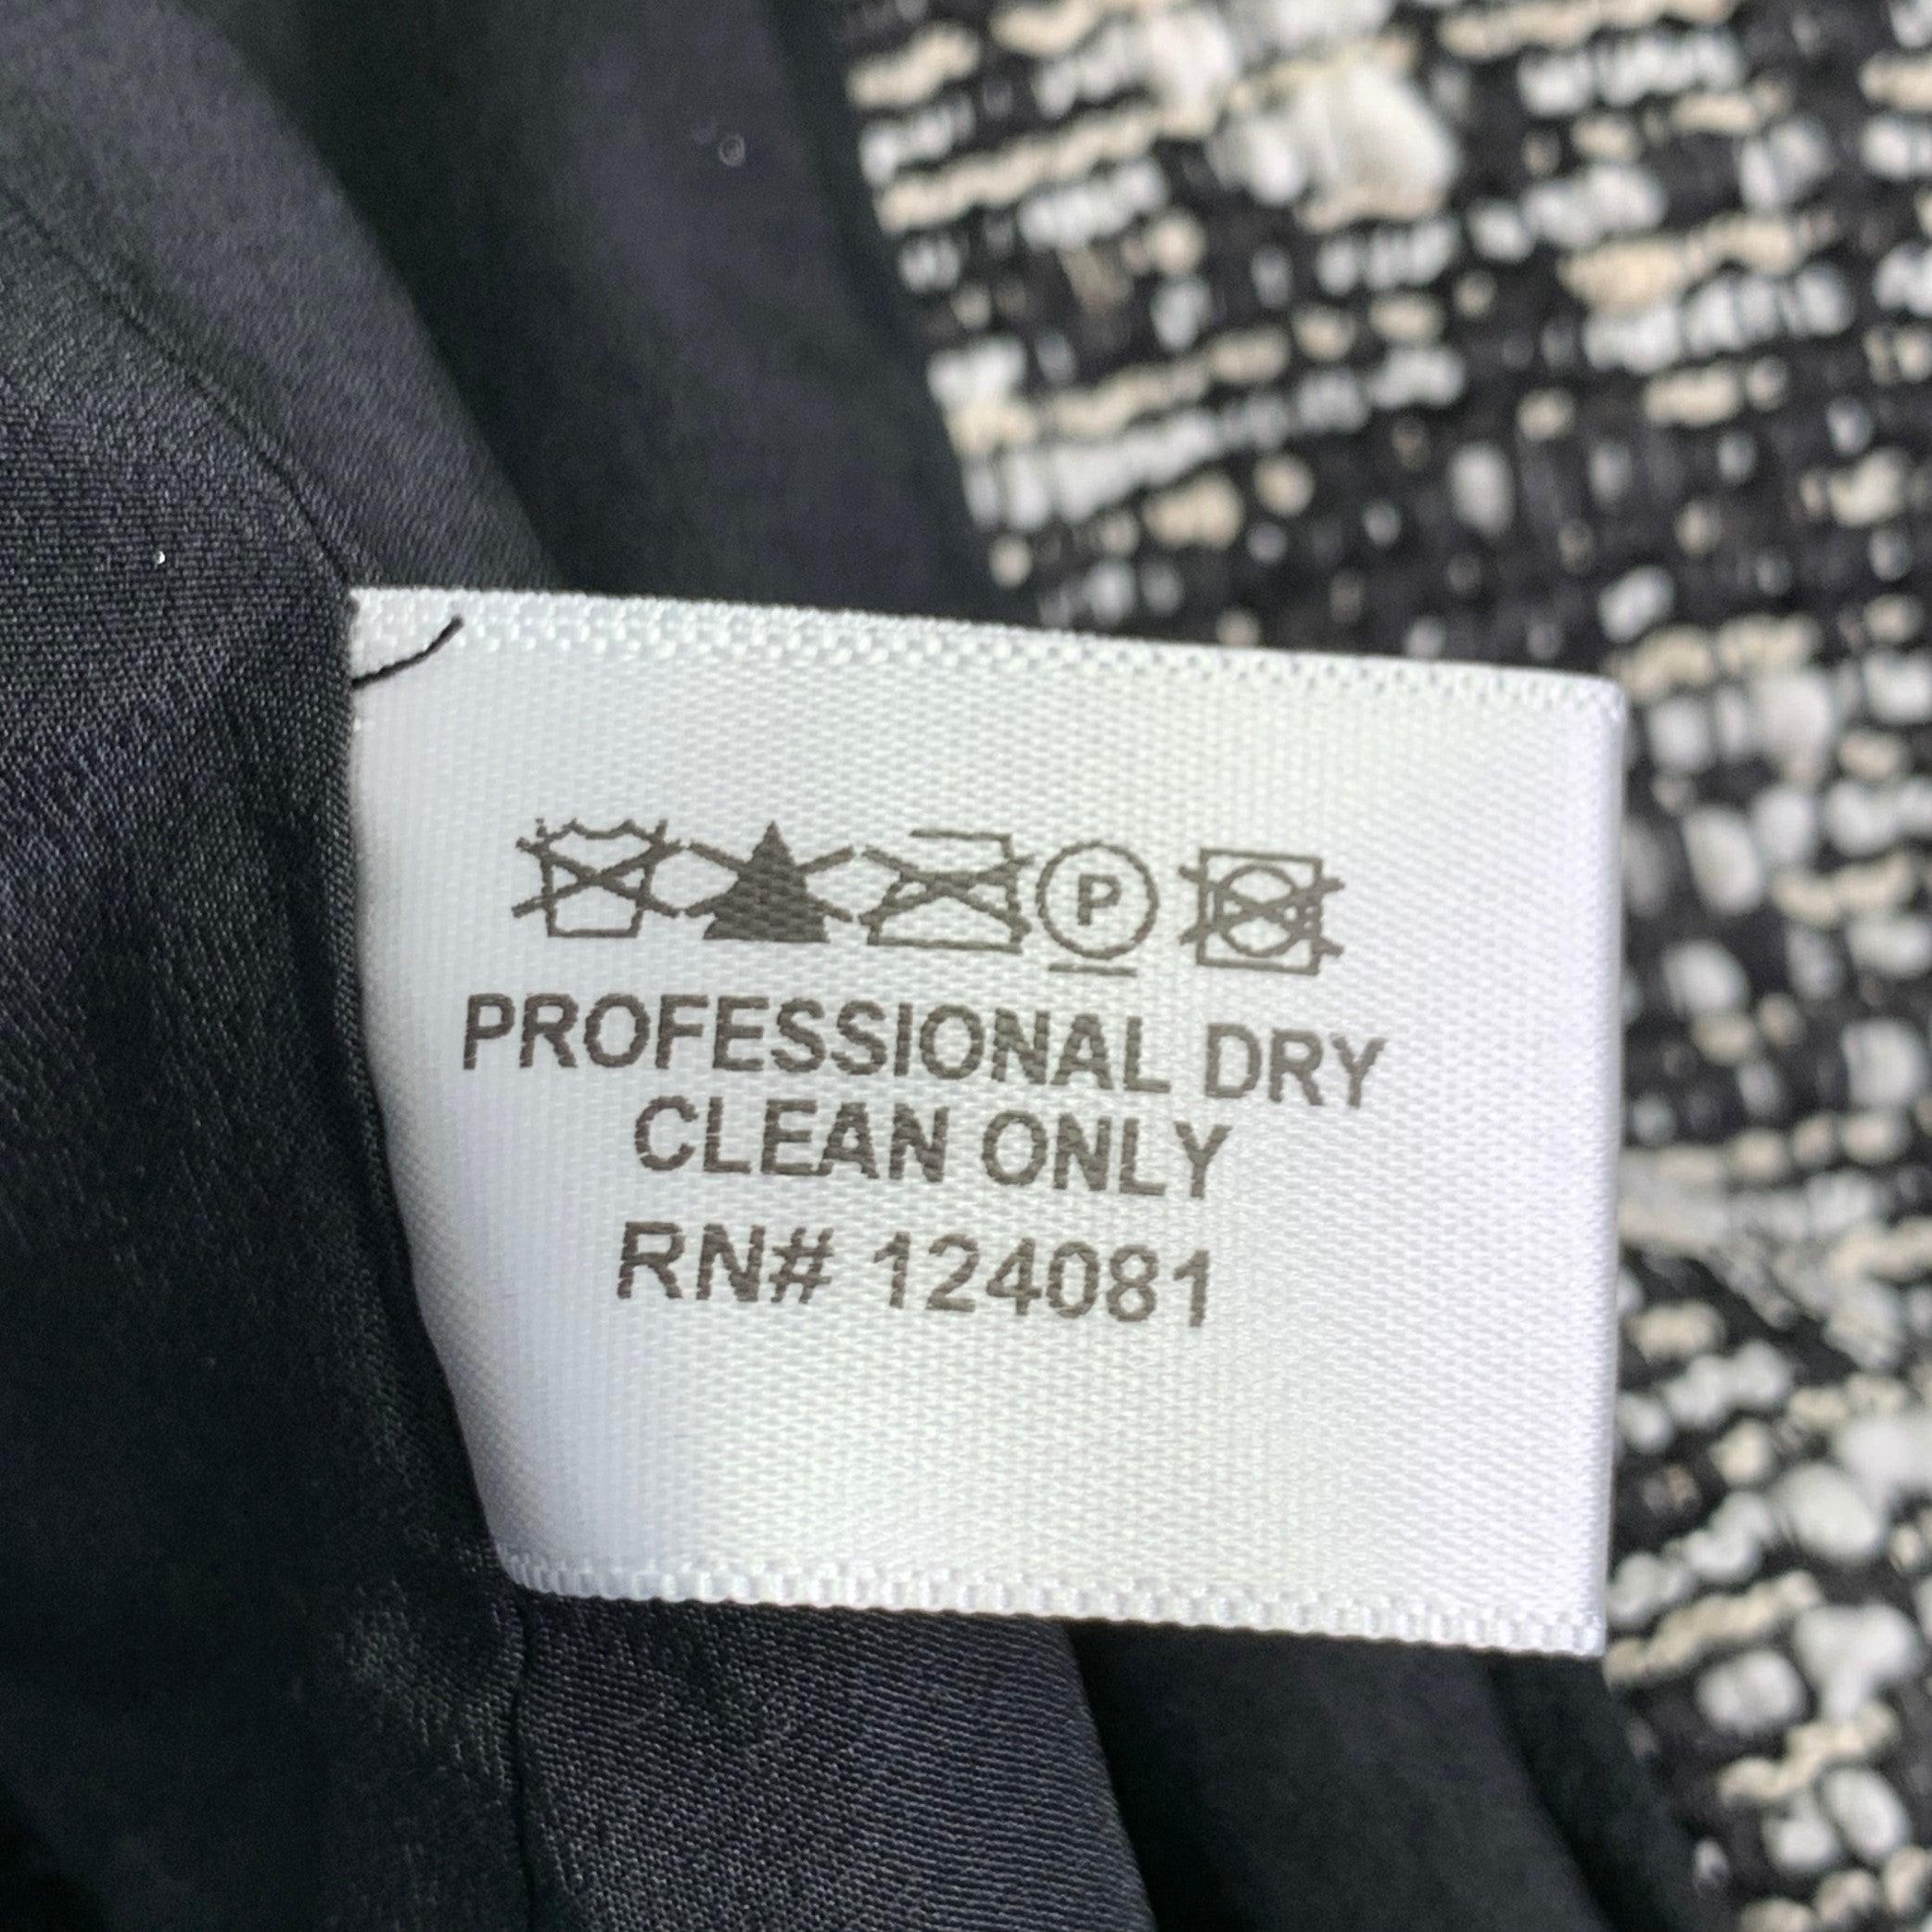 P
PROFESSIONAL DRY
CLEAN ONLY
RN# 124081